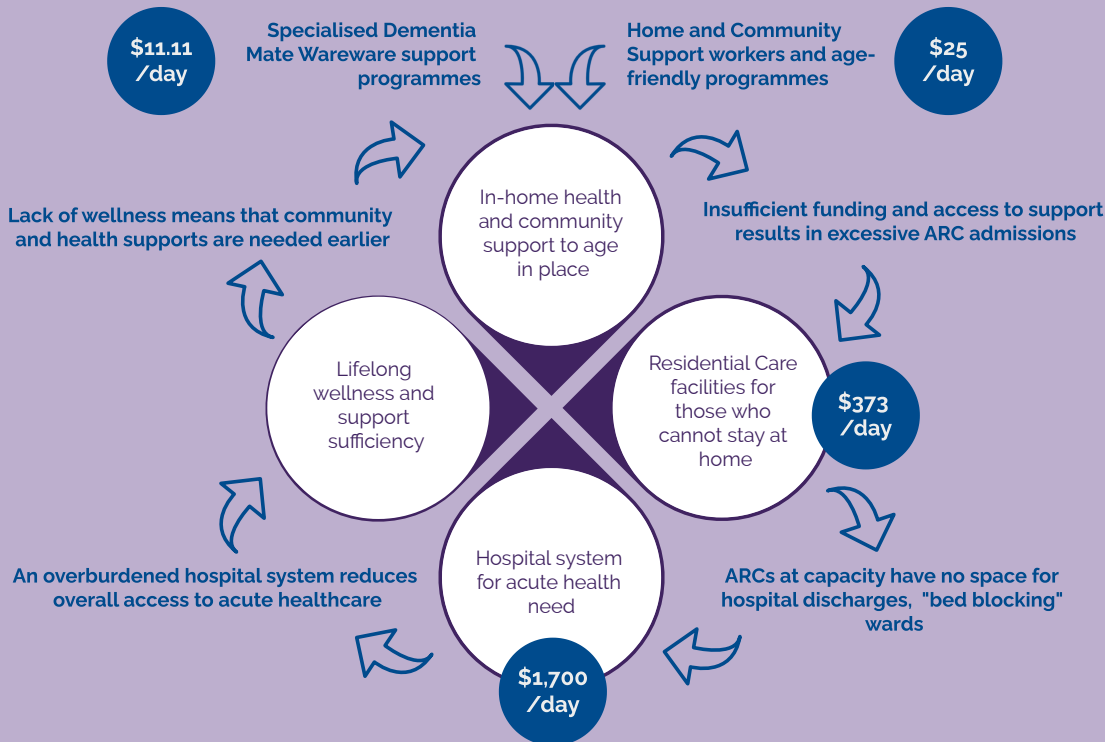 $11.11
/day
Specialised Dementia
Mate Wareware support
programmes
Home and Community
Support workers and age-
friendly programmes
$25
/day
In-home health
and community
support to age
in place
Lack of wellness means that community
and health supports are needed earlier
Insufficient funding and access to support
results in excessive ARC admissions
Lifelong
wellness and
support
sufficiency
Residential Care
facilities for
those who
cannot stay at
home
$373
/day
Hospital system
for acute health
need
An overburdened hospital system reduces
overall access to acute healthcare
ARCs at capacity have no space for
hospital discharges, "bed blocking"
wards
$1,700
/day